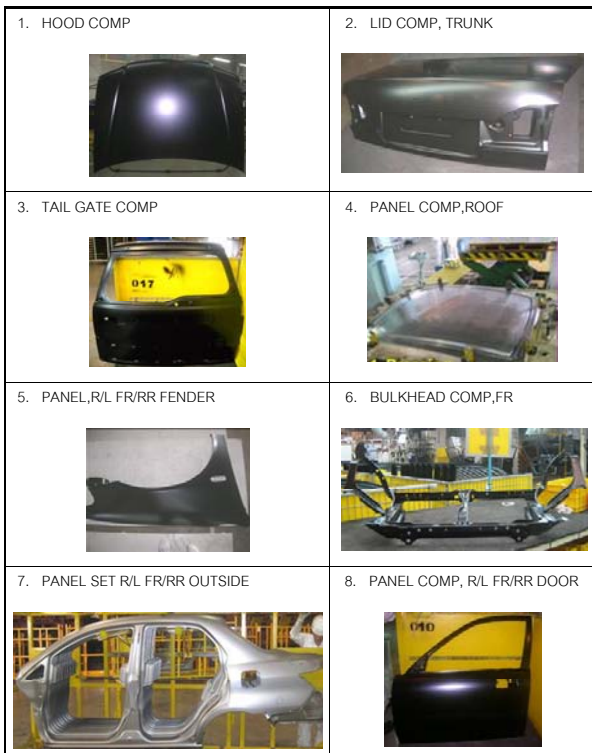 1. HOOD COMP
2. LID COMP, TRUNK
3. TAIL GATE COMP
017
4. PANEL COMP,ROOF
5. PANEL,R/L FR/RR FENDER
6. BULKHEAD COMP,FR
7. PANEL SET R/L FR/RR OUTSIDE
8. PANEL COMP, R/L FR/RR DOOR
010